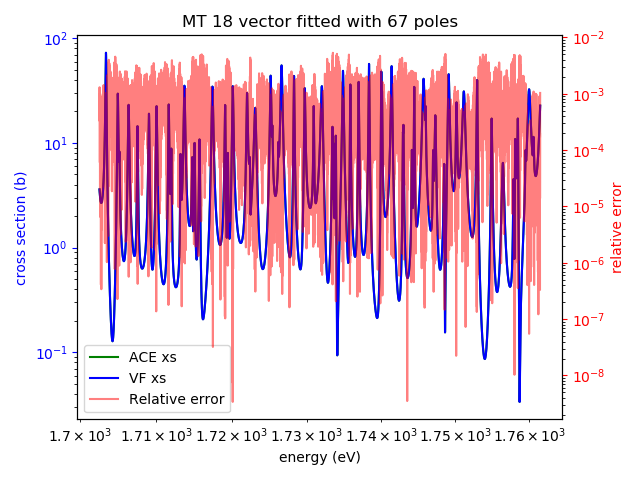 MT 18 vector fitted with 67 poles
10²
10¹
10⁰
10⁻¹
cross section (b)
10⁻²
10⁻³
10⁻⁴
10⁻⁵
10⁻⁶
10⁻⁷
10⁻⁸
relative error
ACE xs
VF xs
Relative error
1.7 × 10³ 1.71 × 10³ 1.72 × 10³ 1.73 × 10³ 1.74 × 10³ 1.75 × 10³ 1.76 × 10³
energy (eV)